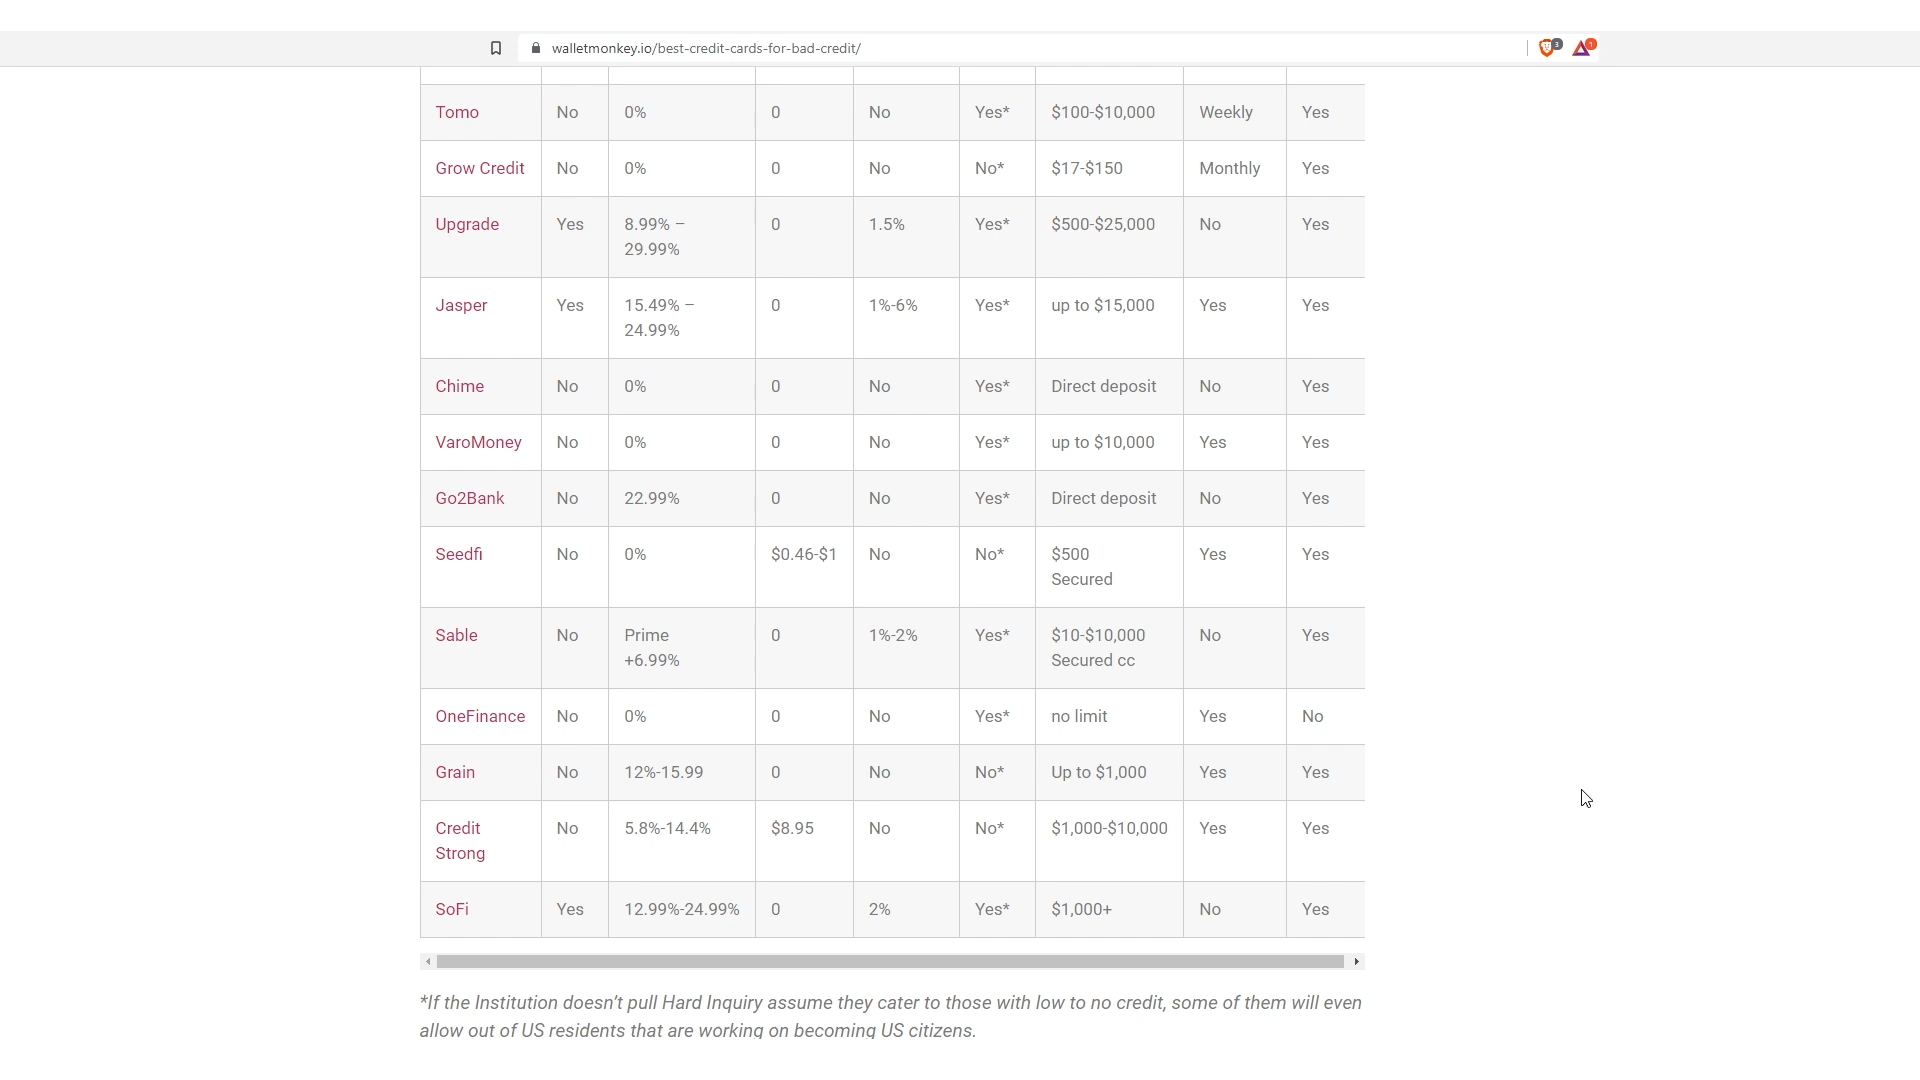 walletmonkey.io/best-credit-cards-for-bad-credit/
3
1
Tomo No 0% 0 No Yes* $100-$10,000 Weekly Yes
Grow Credit No 0% 0 No No* $17-$150 Monthly Yes
Upgrade Yes 8.99% – 0 1.5% Yes* $500-$25,000 No Yes
29.99%
Jasper Yes 15.49% – 0 1%-6% Yes* up to $15,000 Yes Yes
24.99%
Chime No 0% 0 No Yes* Direct deposit No Yes
VaroMoney No 0% 0 No Yes* up to $10,000 Yes Yes
Go2Bank No 22.99% 0 No Yes* Direct deposit No Yes
Seedfi No 0% $0.46-$1 No No* $500 Yes Yes
Secured
Sable No Prime 0 1%-2% Yes* $10-$10,000 No Yes
+6.99% Secured cc
OneFinance No 0% 0 No Yes* no limit Yes No
Grain No 12%-15.99 0 No No* Up to $1,000 Yes Yes
Credit No 5.8%-14.4% $8.95 No No* $1,000-$10,000 Yes Yes
Strong
SoFi Yes 12.99%-24.99% 0 2% Yes* $1,000+ No Yes
*If the Institution doesn't pull Hard Inquiry assume they cater to those with low to no credit, some of them will even
allow out of US residents that are working on becoming US citizens.